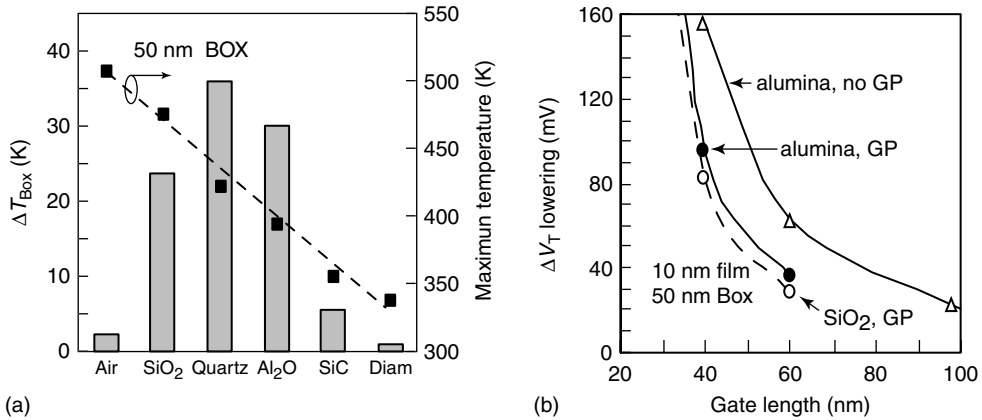 40
30
20
10
0
ΔT_Box (K)
50 nm BOX
550
500
450
400
350
300
Maximun temperature (K)
Air SiO₂ Quartz Al₂O SiC Diam
(a)
160
120
80
40
0
ΔV_T lowering (mV)
alumina, no GP
alumina, GP
10 nm film
50 nm Box
SiO₂, GP
20 40 60 80 100
Gate length (nm)
(b)